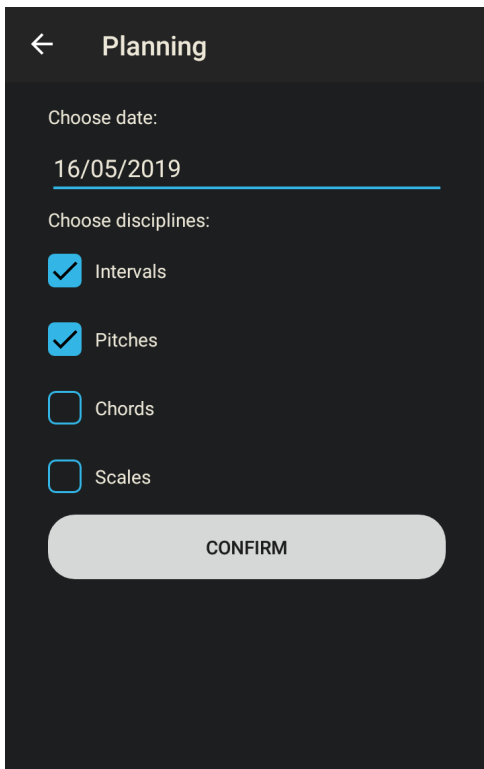 Planning
Choose date:
16/05/2019
Choose disciplines:
Intervals
Pitches
Chords
Scales
CONFIRM